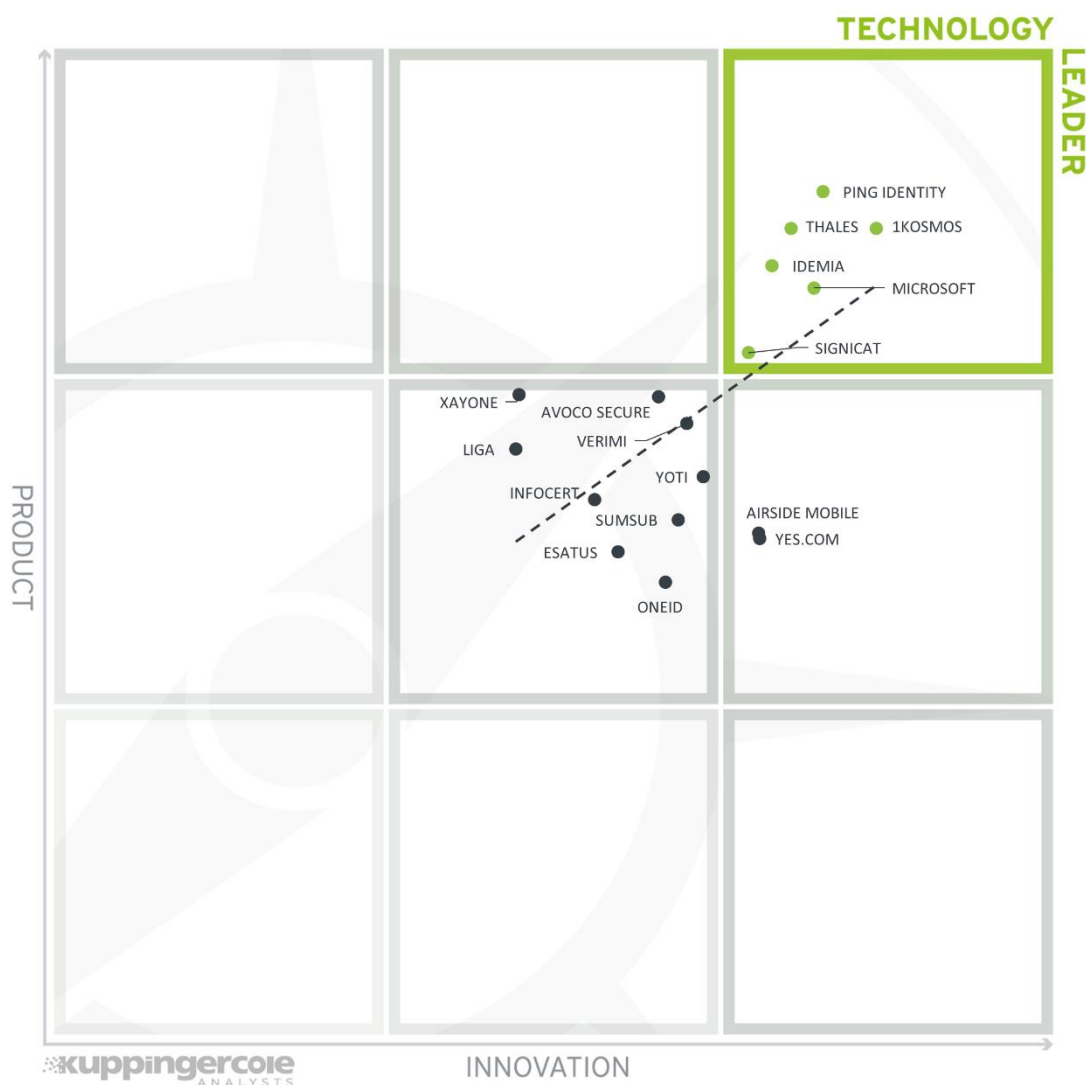 TECHNOLOGY
LEADER
PING IDENTITY
THALES
1KOSMOS
IDEMIA
MICROSOFT
SIGNICAT
XAYONE
AVOCO SECURE
VERIMI
LIGA
YOTI
INFOCERT
SUMSUB
AIRSIDE MOBILE
YES.COM
ESATUS
ONEID
PRODUCT
INNOVATION
kuppingercole
ANALYSTS